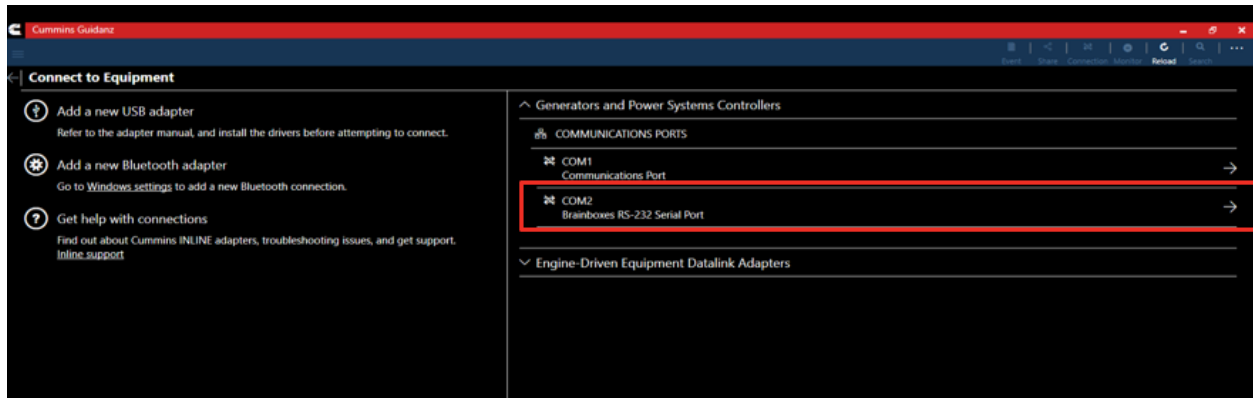 Cummins Guidanz
Event Share Connection Monitor Reload Search
Connect to Equipment
Add a new USB adapter
Refer to the adapter manual, and install the drivers before attempting to connect.
Add a new Bluetooth adapter
Go to Windows settings to add a new Bluetooth connection.
Get help with connections
Find out about Cummins INLINE adapters, troubleshooting issues, and get support.
Inline support
Generators and Power Systems Controllers
COMMUNICATIONS PORTS
COM1
Communications Port
COM2
Brainboxes RS-232 Serial Port
Engine-Driven Equipment Datalink Adapters